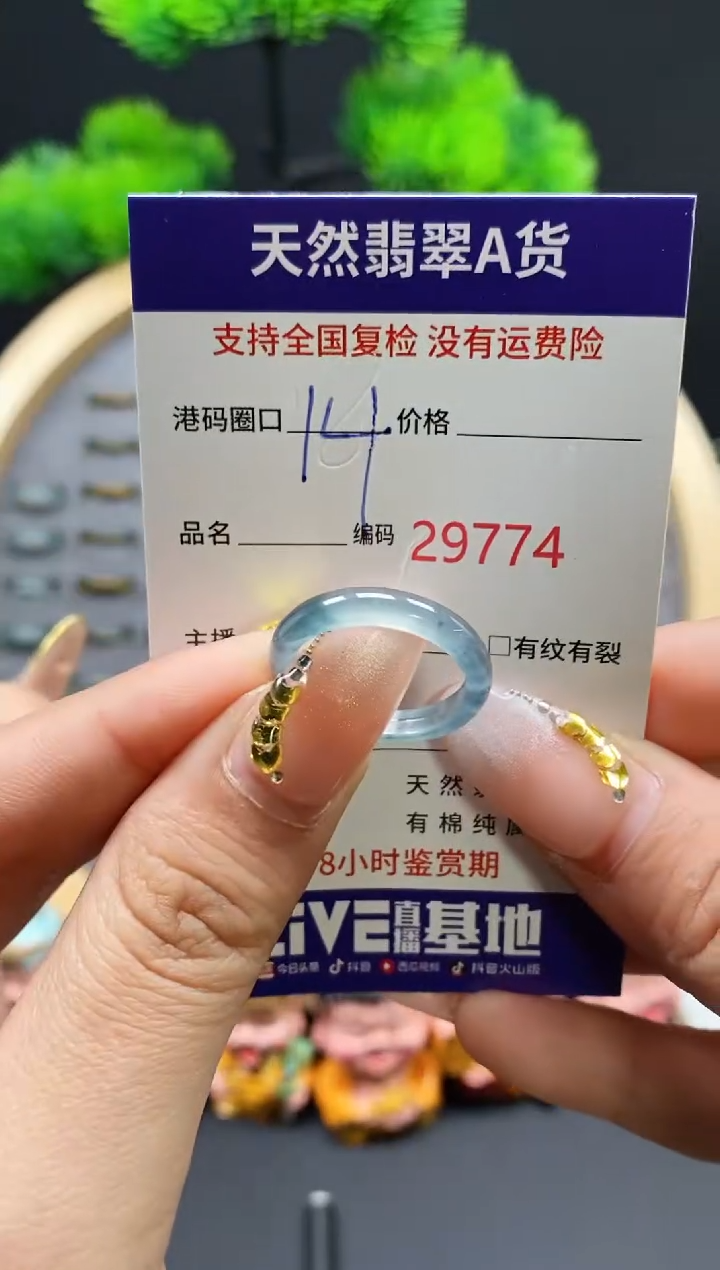 天然翡翠A货
支持全国复检 没有运费险
港码圈口 14 价格
品名 编码 29774
主播 □有纹有裂
天然
有棉纯属
8小时鉴赏期
LIVE直播基地
今日头条 抖音 西瓜视频 抖音火山版